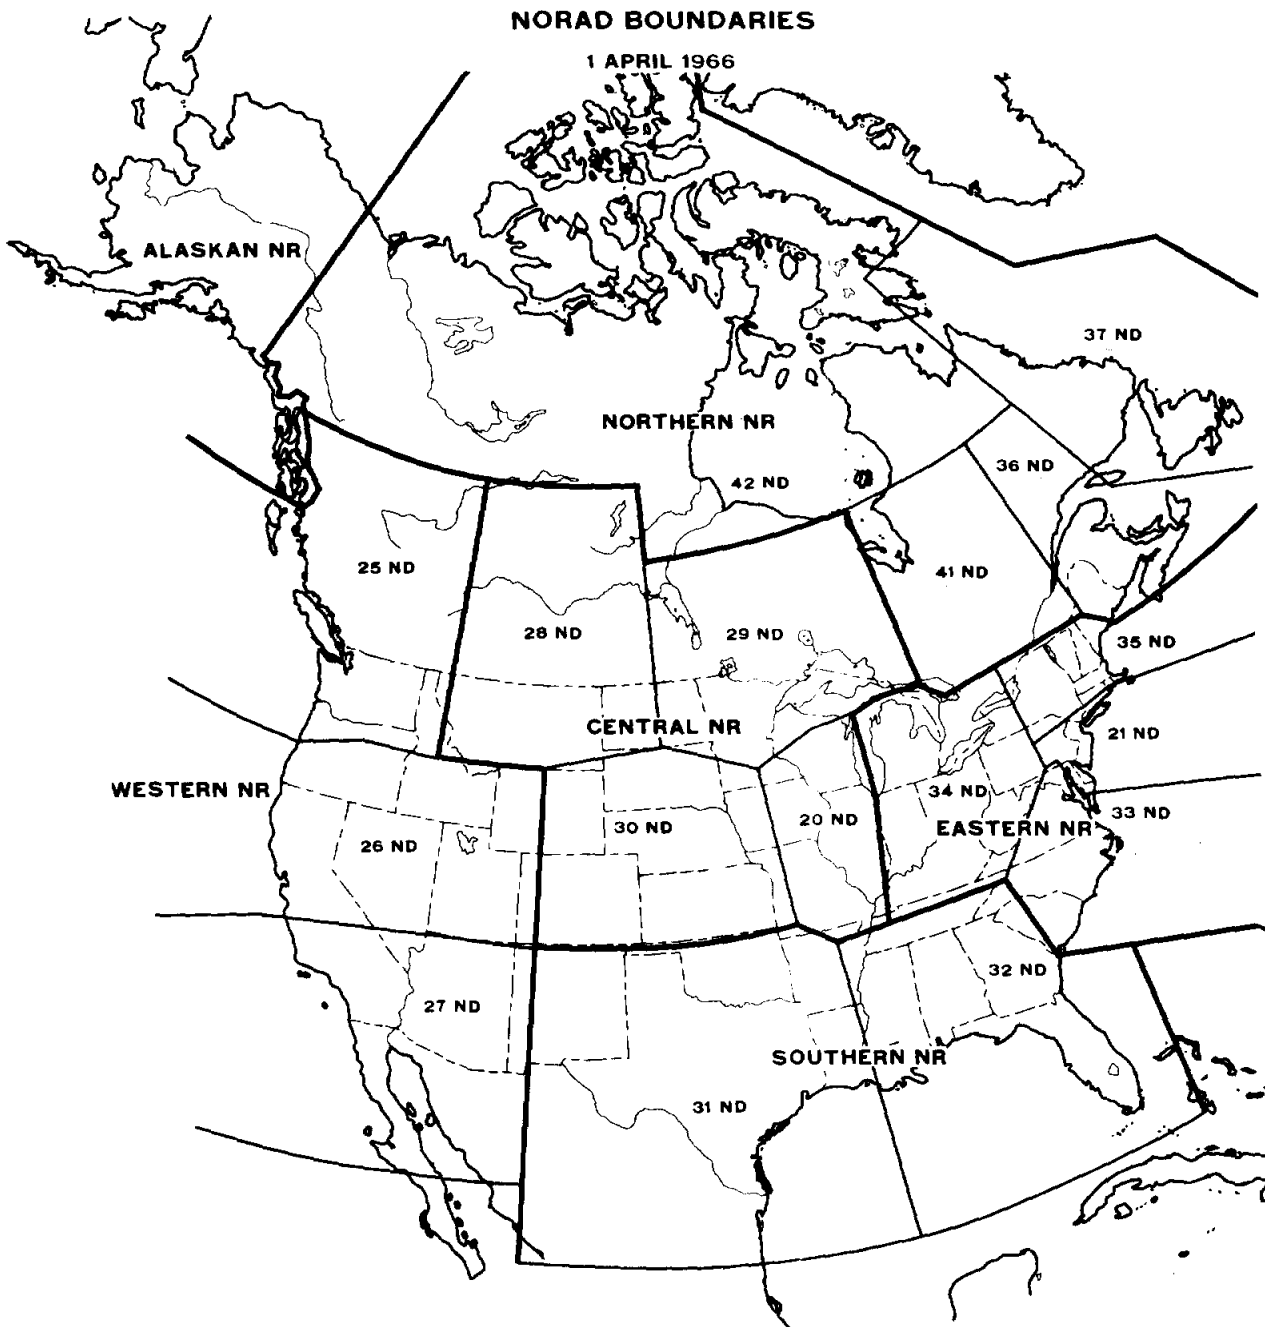 NORAD BOUNDARIES
1 APRIL 1966
ALASKAN NR
37 ND
NORTHERN NR
36 ND
42 ND
25 ND
41 ND
28 ND
29 ND
35 ND
CENTRAL NR
21 ND
WESTERN NR
34 ND
33 ND
30 ND
20 ND
EASTERN NR
26 ND
32 ND
27 ND
SOUTHERN NR
31 ND